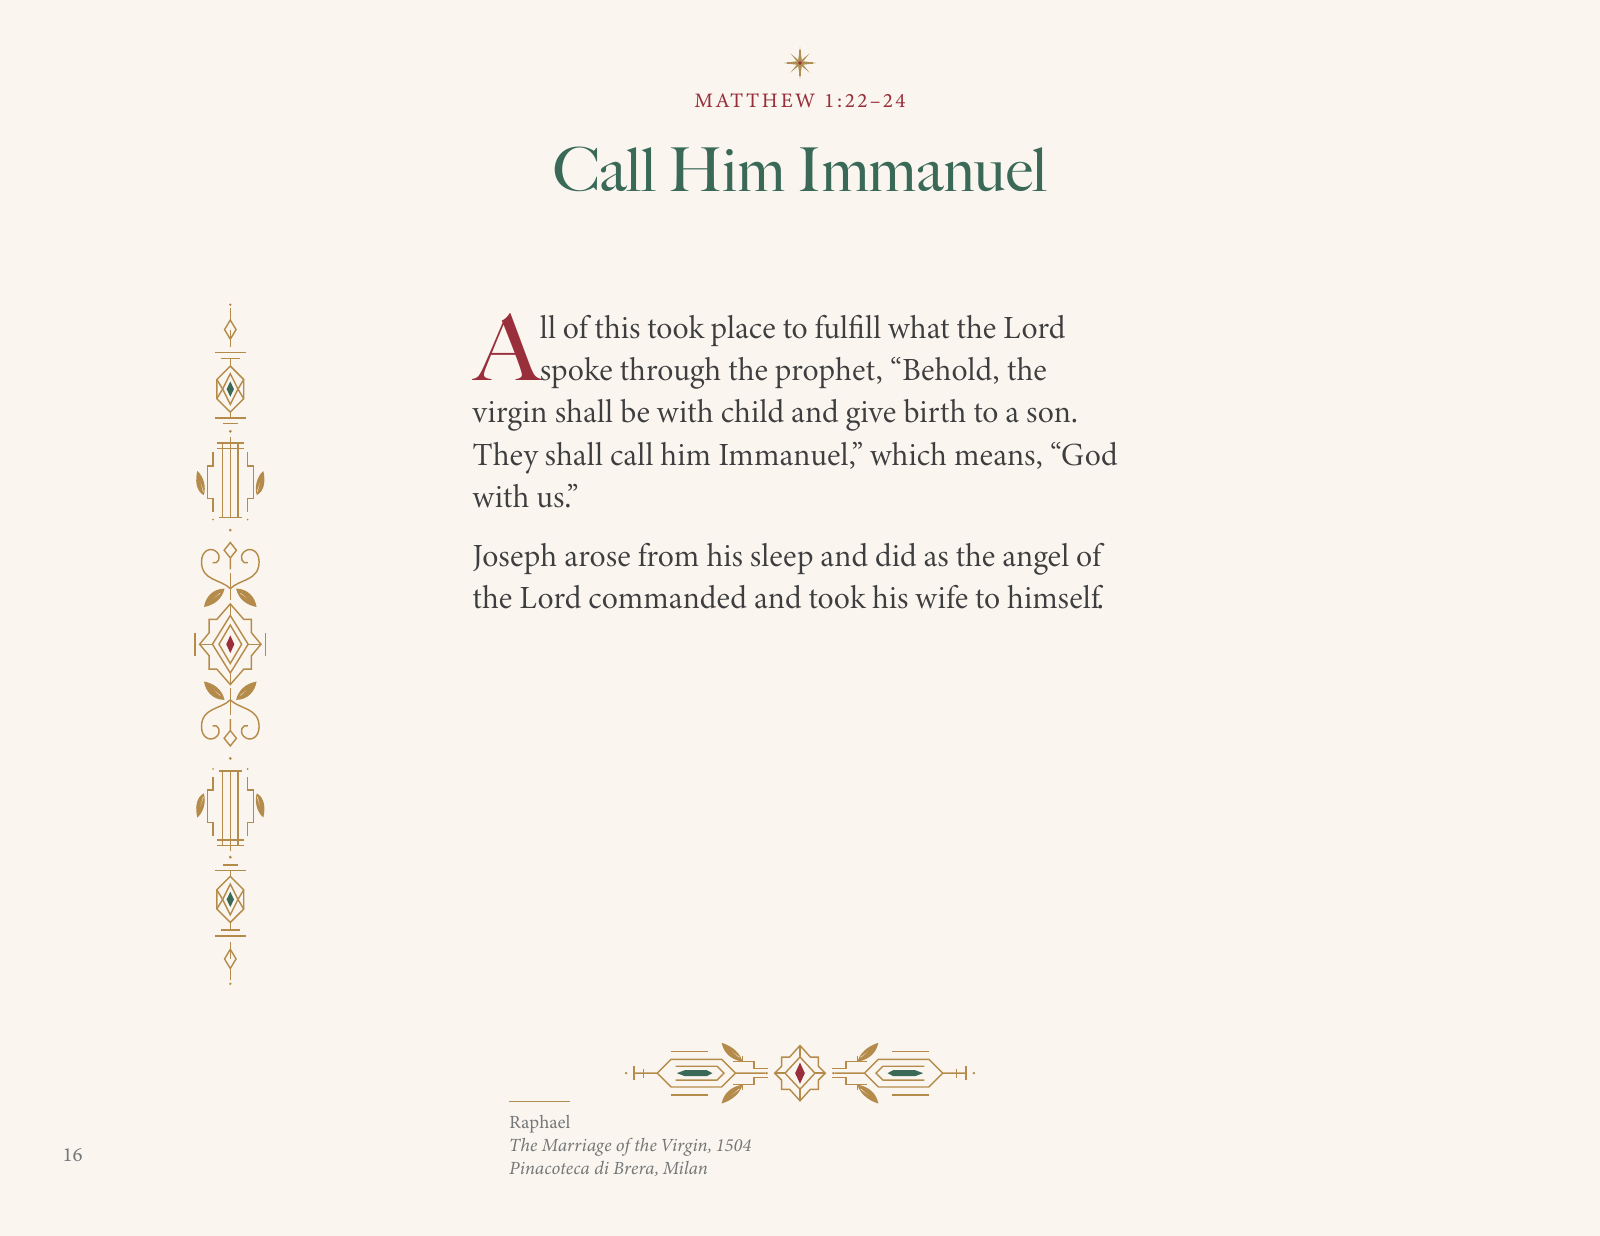 MATTHEW 1:22–24
Call Him Immanuel
All of this took place to fulfill what the Lord
spoke through the prophet, “Behold, the
virgin shall be with child and give birth to a son.
They shall call him Immanuel,” which means, “God
with us.”
Joseph arose from his sleep and did as the angel of
the Lord commanded and took his wife to himself.
Raphael
The Marriage of the Virgin, 1504
Pinacoteca di Brera, Milan
16